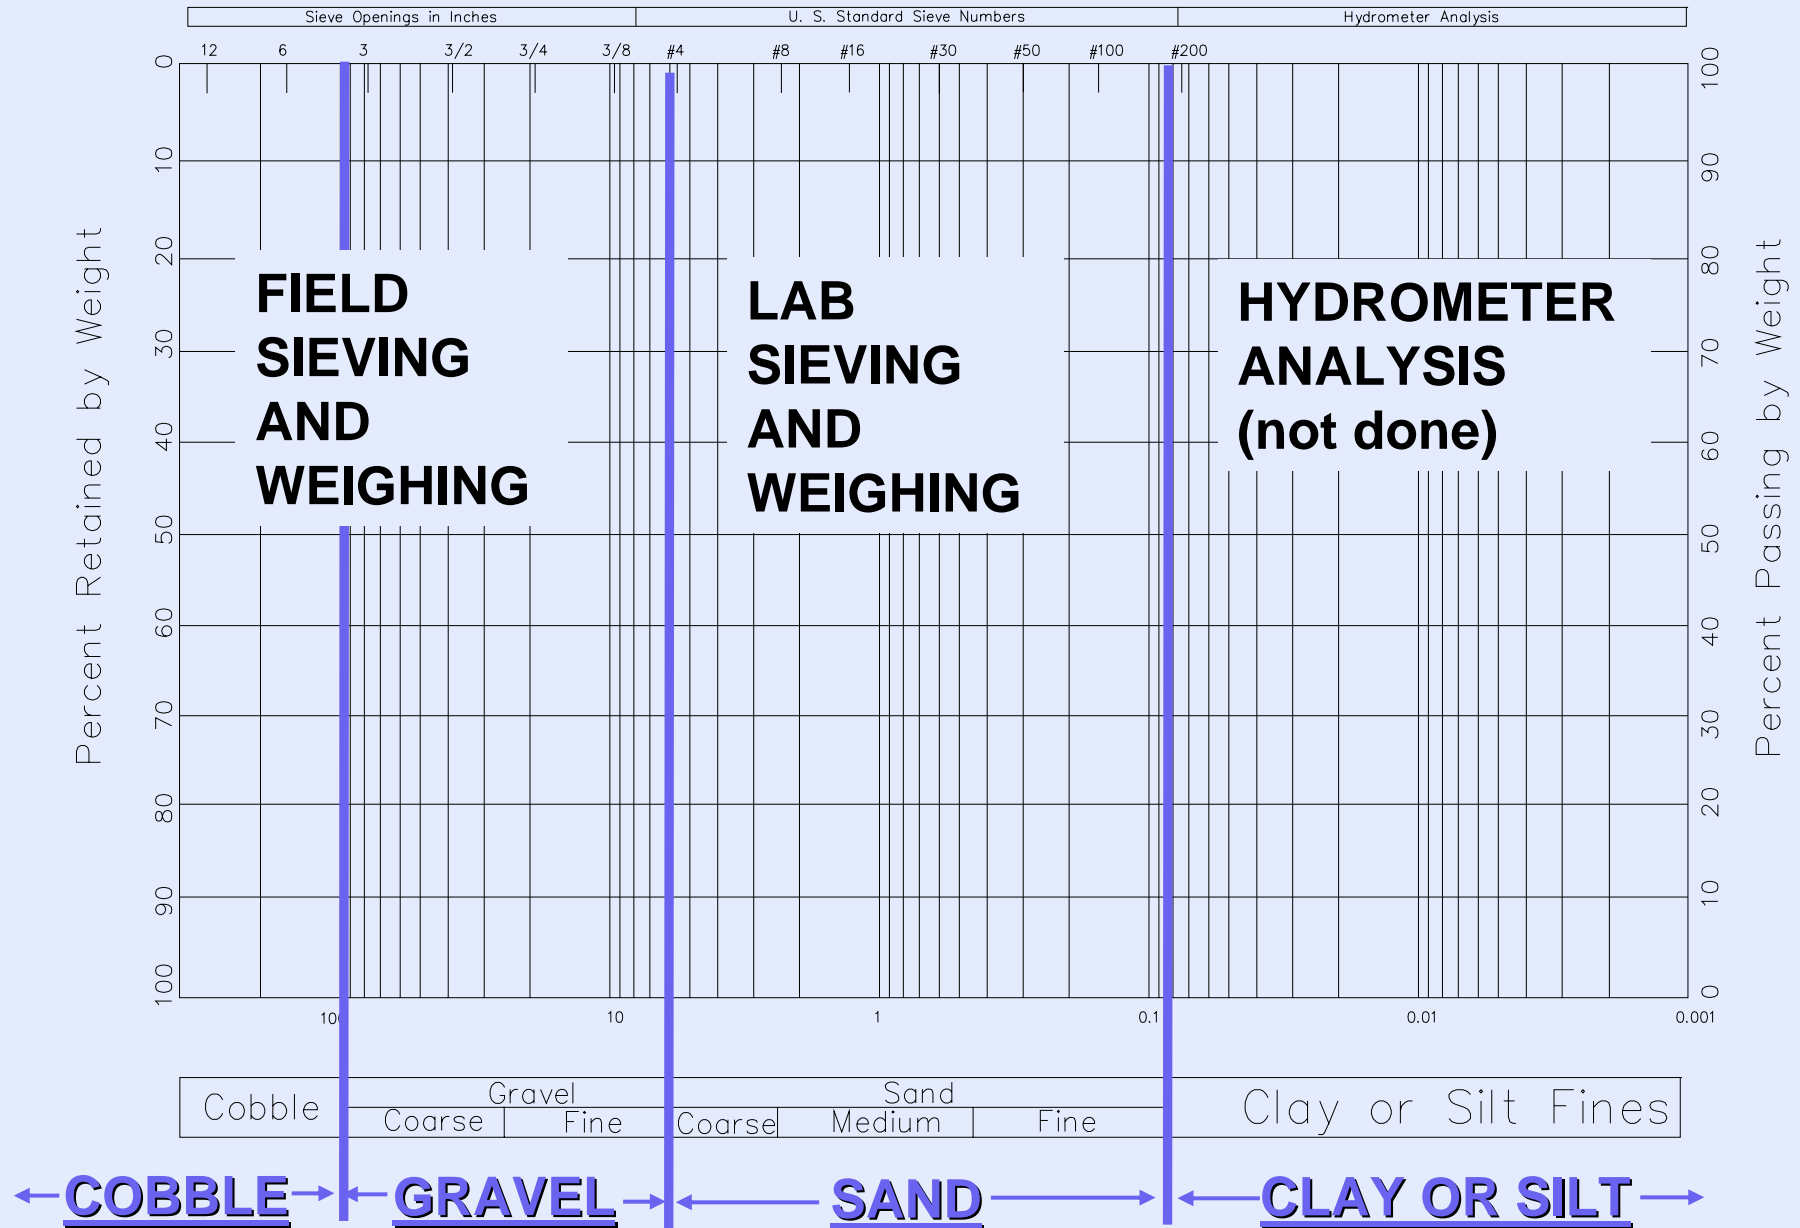 Sieve Openings in Inches U. S. Standard Sieve Numbers Hydrometer Analysis
12 6 3 3/2 3/4 3/8 #4 #8 #16 #30 #50 #100 #200
Percent Retained by Weight
0
10
20
30
40
50
60
70
80
90
100
FIELD
SIEVING
AND
WEIGHING
LAB
SIEVING
AND
WEIGHING
HYDROMETER
ANALYSIS
(not done)
100
90
80
70
60
50
40
30
20
10
0
Percent Passing by Weight
100 10 1 0.1 0.01 0.001
Cobble
Gravel
Coarse Fine
Sand
Coarse Medium Fine
Clay or Silt Fines
COBBLE GRAVEL SAND CLAY OR SILT